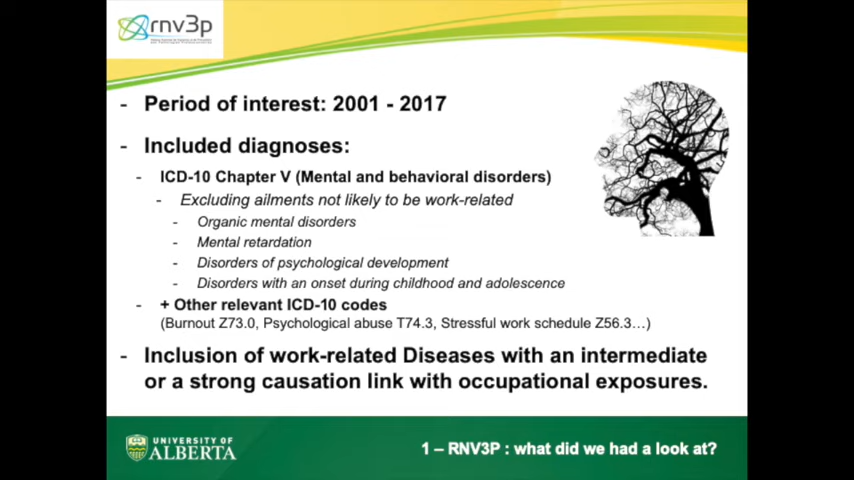 rnv3p
- Period of interest: 2001 - 2017
- Included diagnoses:
- ICD-10 Chapter V (Mental and behavioral disorders)
- Excluding ailments not likely to be work-related
- Organic mental disorders
- Mental retardation
- Disorders of psychological development
- Disorders with an onset during childhood and adolescence
- + Other relevant ICD-10 codes
(Burnout Z73.0, Psychological abuse T74.3, Stressful work schedule Z56.3…)
- Inclusion of work-related Diseases with an intermediate
or a strong causation link with occupational exposures.
UNIVERSITY OF
ALBERTA
1 – RNV3P : what did we had a look at?